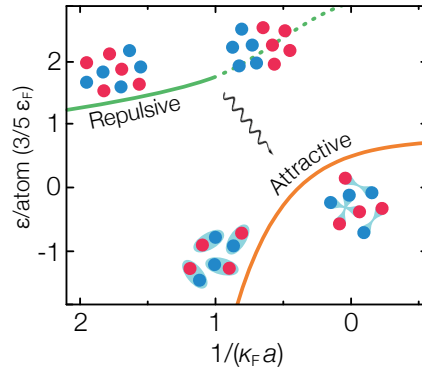 ε/atom (3/5 ε_F)
2
1
0
-1
Repulsive
Attractive
2
1
0
1/(κ_F a)